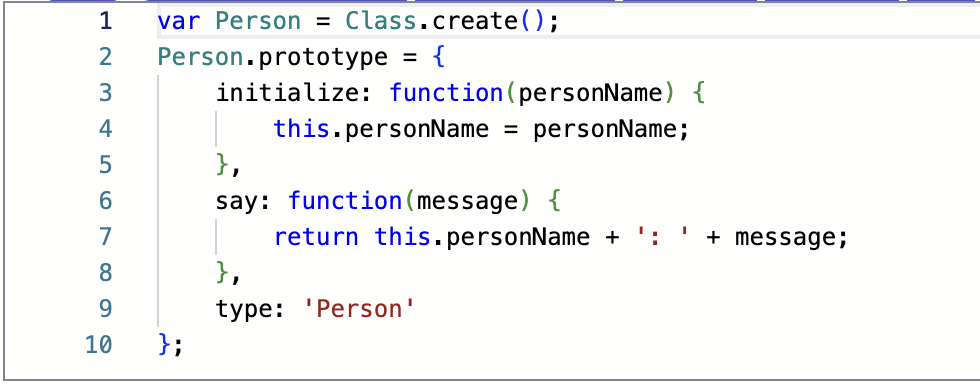 1 var Person = Class.create();
2 Person.prototype = {
3 initialize: function(personName) {
4 this.personName = personName;
5 },
6 say: function(message) {
7 return this.personName + ': ' + message;
8 },
9 type: 'Person'
10 };